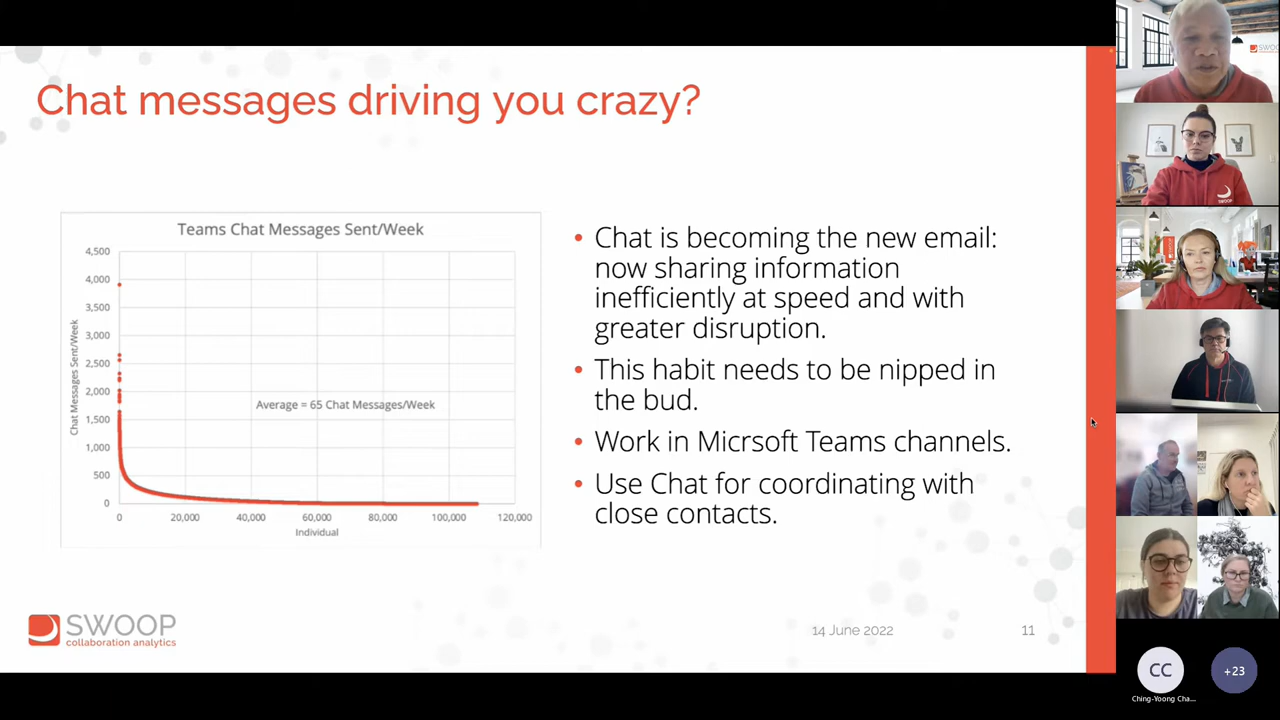 Chat messages driving you crazy?
Teams Chat Messages Sent/Week
4,500
4,000
3,500
3,000
2,500
2,000
1,500
1,000
500
0
Chat Messages Sent/Week
Average = 65 Chat Messages/Week
0 20,000 40,000 60,000 80,000 100,000 120,000
Individual
• Chat is becoming the new email:
now sharing information
inefficiently at speed and with
greater disruption.
• This habit needs to be nipped in
the bud.
• Work in Micrsoft Teams channels.
• Use Chat for coordinating with
close contacts.
SWOOP
collaboration analytics
14 June 2022
11
SWOOP
CC
+23
Ching-Yoong Cha...